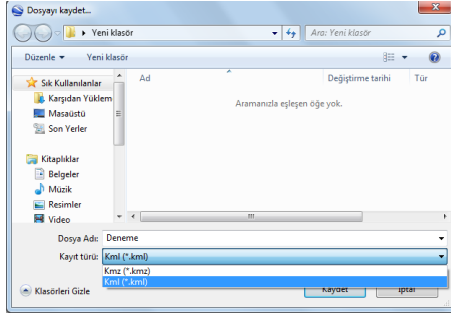 Dosyayı kaydet...
Yeni klasör
Ara: Yeni klasör
Düzenle
Yeni klasör
Sık Kullanılanlar
Karşıdan Yüklem
Masaüstü
Son Yerler
Kitaplıklar
Belgeler
Müzik
Resimler
Video
Ad
Değiştirme tarihi
Tür
Aramanızla eşleşen öğe yok.
Dosya Adı: Deneme
Kayıt türü: Kml (*.kml)
Kmz (*.kmz)
Kml (*.kml)
Klasörleri Gizle
Kaydet
İptal